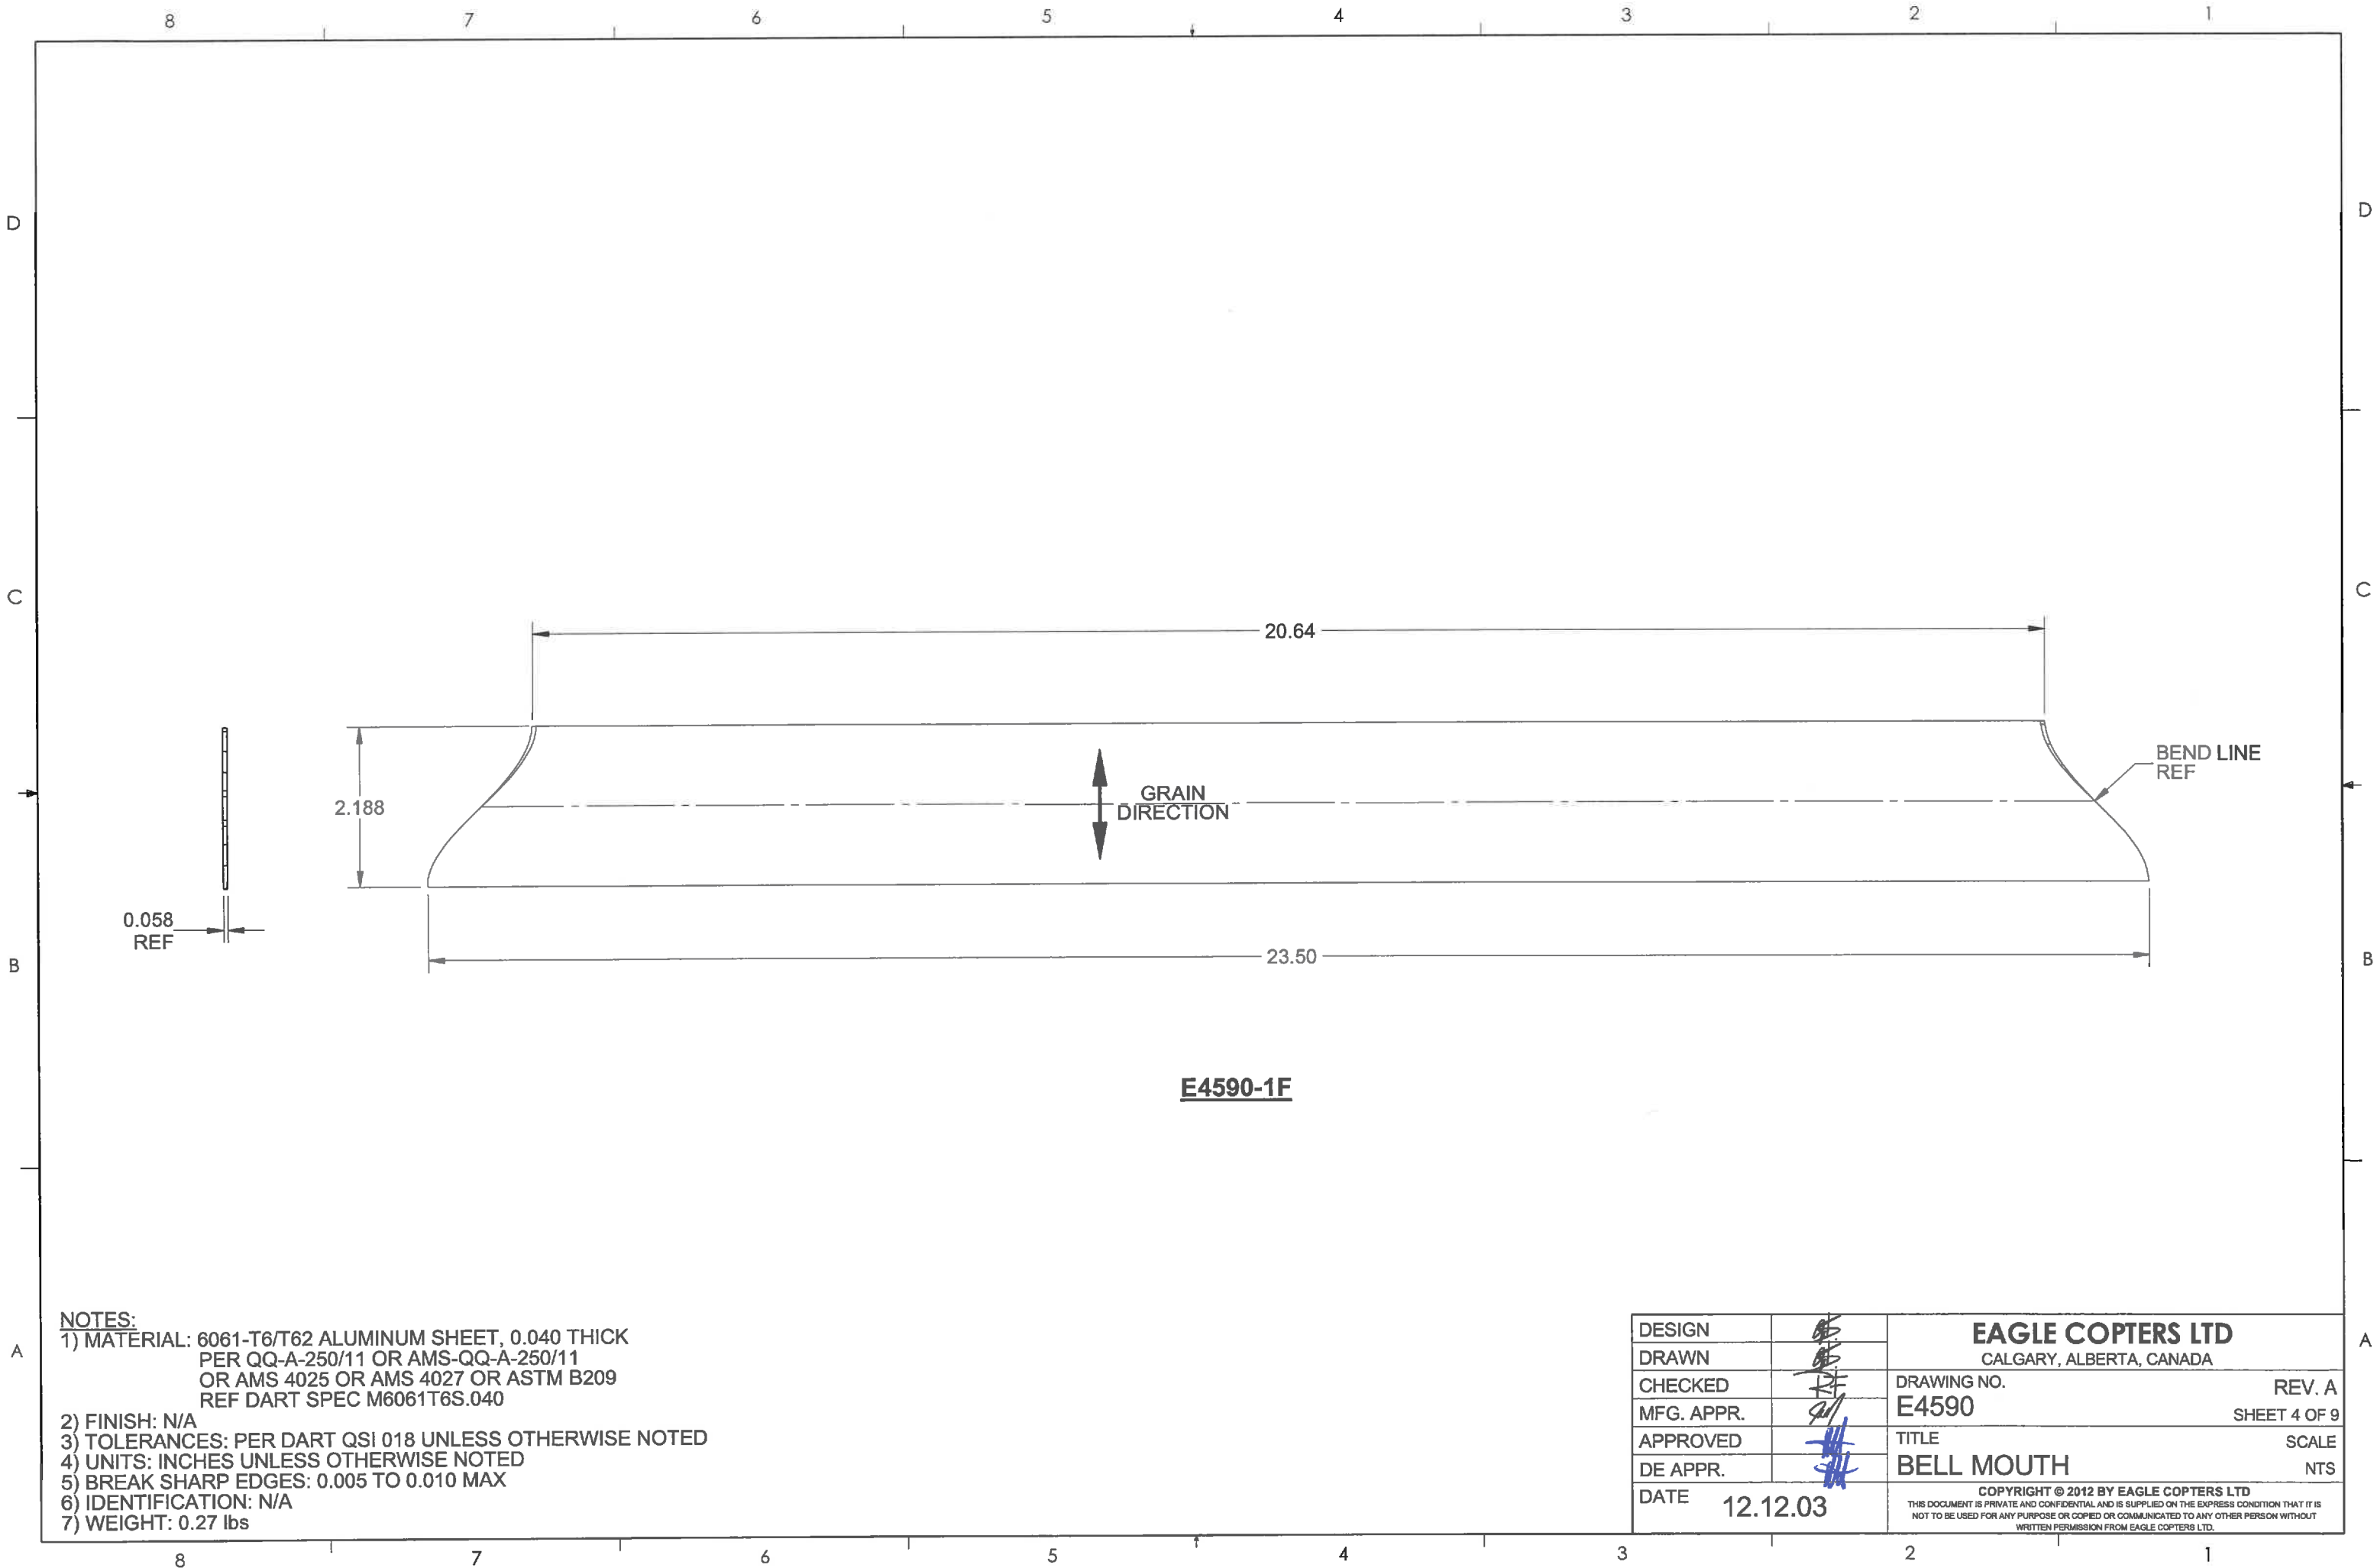 8 7 6 5 4 3 2 1
D D
C C
20.64
BEND LINE
REF
GRAIN
DIRECTION
2.188
0.058
REF
B B
23.50
E4590-1F
NOTES:
1) MATERIAL: 6061-T6/T62 ALUMINUM SHEET, 0.040 THICK
PER QQ-A-250/11 OR AMS-QQ-A-250/11
OR AMS 4025 OR AMS 4027 OR ASTM B209
REF DART SPEC M6061T6S.040
2) FINISH: N/A
3) TOLERANCES: PER DART QSI 018 UNLESS OTHERWISE NOTED
4) UNITS: INCHES UNLESS OTHERWISE NOTED
5) BREAK SHARP EDGES: 0.005 TO 0.010 MAX
6) IDENTIFICATION: N/A
7) WEIGHT: 0.27 lbs
A A
DESIGN
DRAWN
CHECKED
MFG. APPR.
APPROVED
DE APPR.
DATE 12.12.03
EAGLE COPTERS LTD
CALGARY, ALBERTA, CANADA
DRAWING NO. REV. A
E4590 SHEET 4 OF 9
TITLE SCALE
BELL MOUTH NTS
COPYRIGHT © 2012 BY EAGLE COPTERS LTD
THIS DOCUMENT IS PRIVATE AND CONFIDENTIAL AND IS SUPPLIED ON THE EXPRESS CONDITION THAT IT IS
NOT TO BE USED FOR ANY PURPOSE OR COPIED OR COMMUNICATED TO ANY OTHER PERSON WITHOUT
WRITTEN PERMISSION FROM EAGLE COPTERS LTD.
8 7 6 5 4 3 2 1